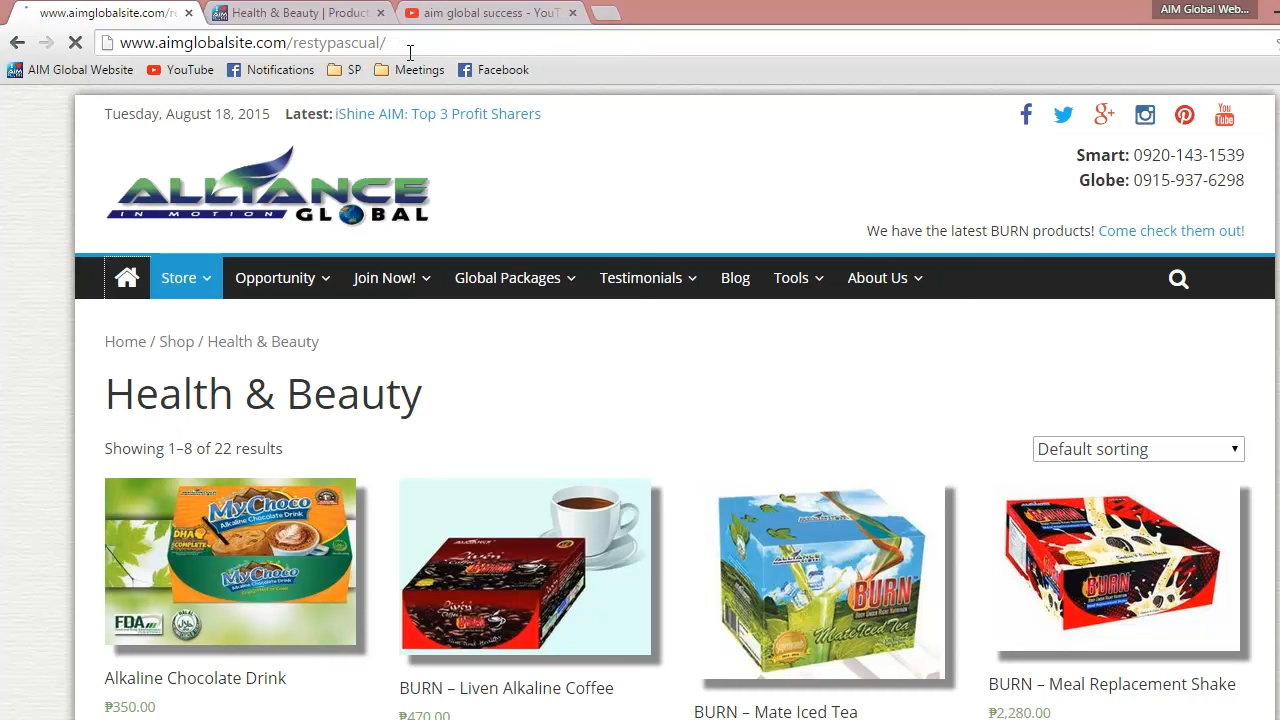 www.aimglobalsite.com/re
Health & Beauty | Product
aim global success - YouT
AIM Global Web...
www.aimglobalsite.com/restypascual/
AIM Global Website
YouTube
Notifications
SP
Meetings
Facebook
Tuesday, August 18, 2015 Latest: iShine AIM: Top 3 Profit Sharers
Smart: 0920-143-1539
Globe: 0915-937-6298
ALLIANCE
IN MOTION GLOBAL
We have the latest BURN products! Come check them out!
Store
Opportunity
Join Now!
Global Packages
Testimonials
Blog
Tools
About Us
Home / Shop / Health & Beauty
Health & Beauty
Showing 1–8 of 22 results
Default sorting
MyChoco
ALKALINE CHOCOLATE DRINK
DHA
COMPLETE
MyChoco
FDA
BURN
BURN
Mate Iced Tea
BURN
Alkaline Chocolate Drink
₱350.00
BURN – Liven Alkaline Coffee
₱470.00
BURN – Mate Iced Tea
BURN – Meal Replacement Shake
₱2,280.00